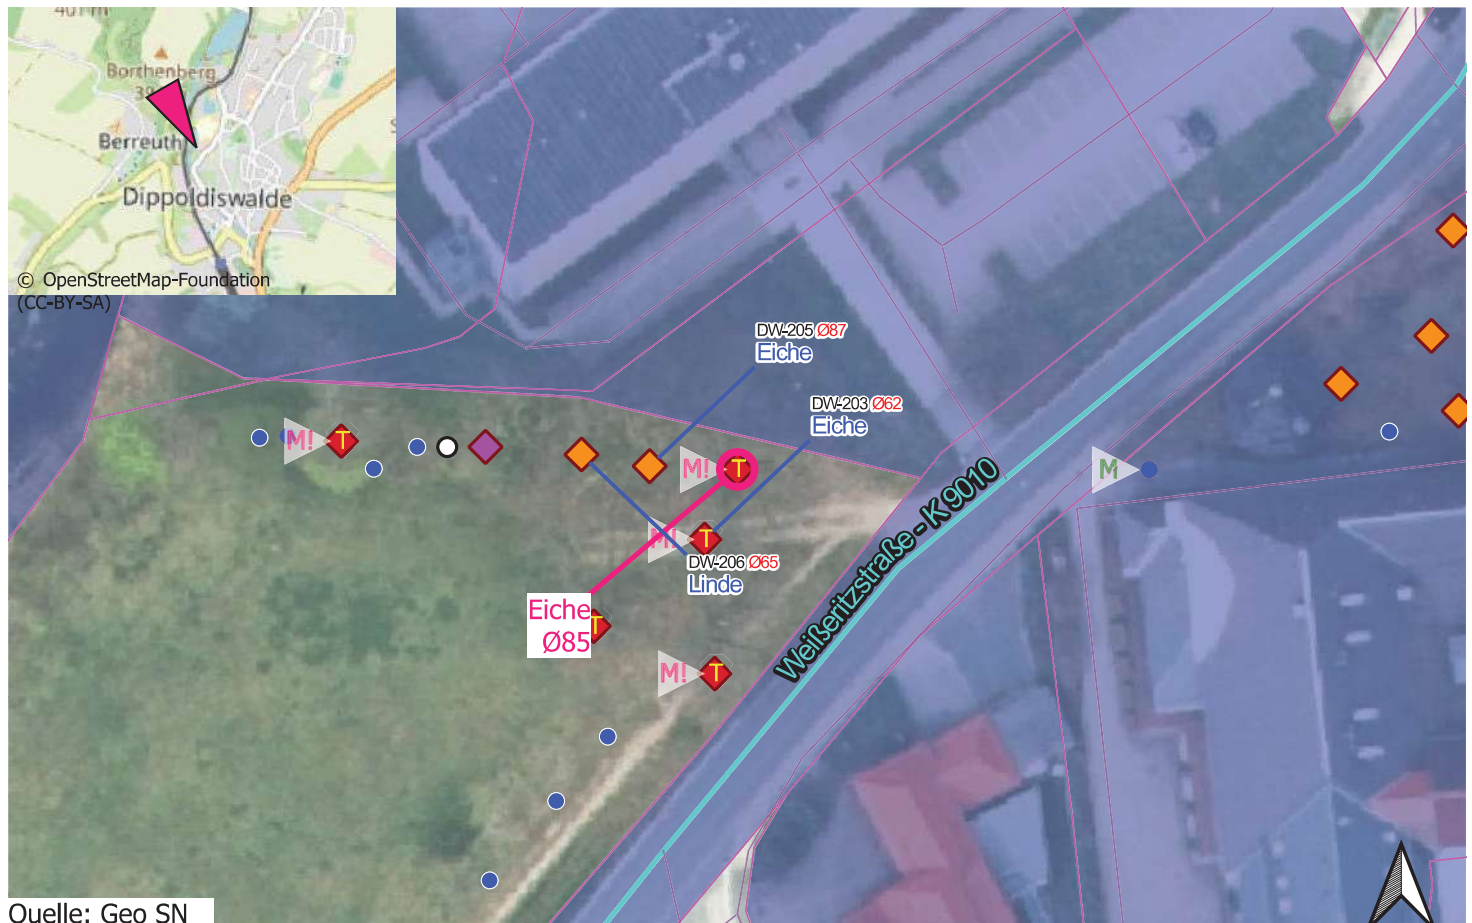 401 m
Borthenberg
Berreuth
Dippoldiswalde
© OpenStreetMap-Foundation
(CC-BY-SA)
DW-205 Ø87
Eiche
DW-203 Ø62
Eiche
M! T
M! T
M
M! T
DW-206 Ø65
Linde
Eiche
Ø85
T
M! T
Weißeritzstraße - K 9010
Quelle: Geo SN